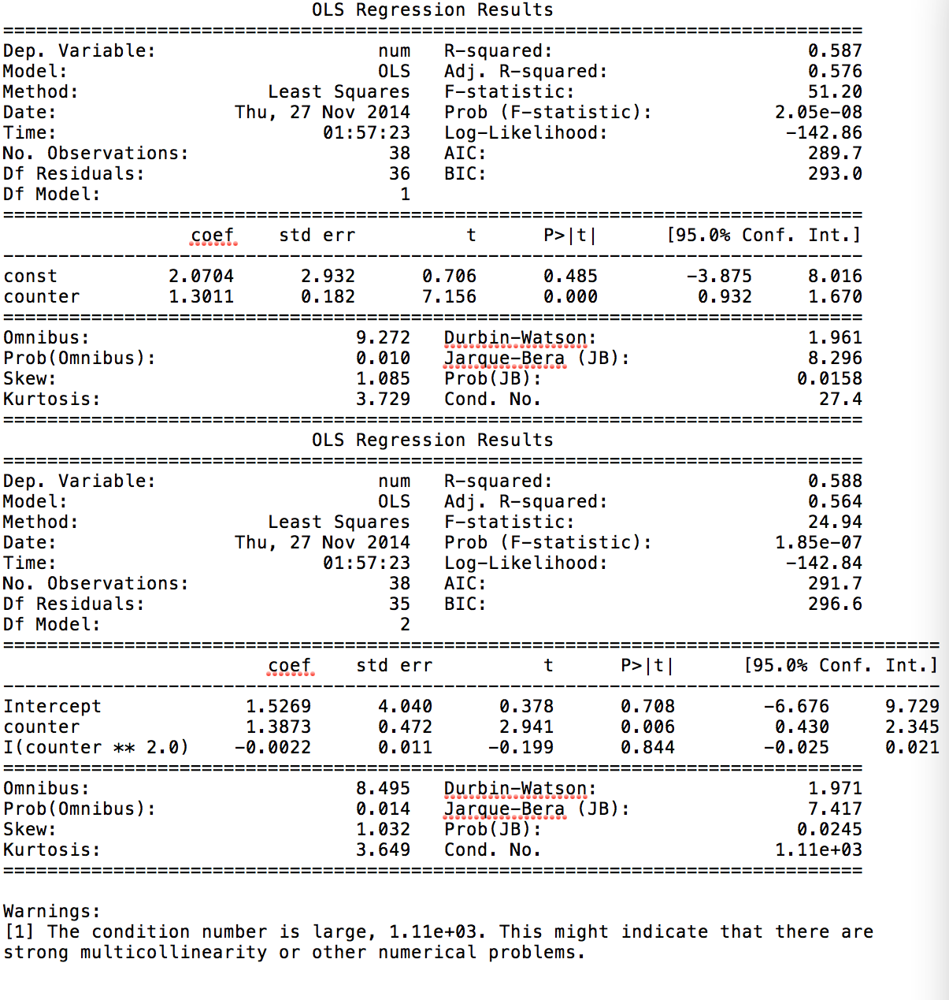 OLS Regression Results
==============================================================================
Dep. Variable:                    num   R-squared:                       0.587
Model:                            OLS   Adj. R-squared:                  0.576
Method:                 Least Squares   F-statistic:                     51.20
Date:                Thu, 27 Nov 2014   Prob (F-statistic):           2.05e-08
Time:                        01:57:23   Log-Likelihood:                -142.86
No. Observations:                  38   AIC:                             289.7
Df Residuals:                      36   BIC:                             293.0
Df Model:                           1
==============================================================================
                 coef    std err          t      P>|t|      [95.0% Conf. Int.]
------------------------------------------------------------------------------
const          2.0704      2.932      0.706      0.485        -3.875     8.016
counter        1.3011      0.182      7.156      0.000         0.932     1.670
==============================================================================
Omnibus:                        9.272   Durbin-Watson:                   1.961
Prob(Omnibus):                  0.010   Jarque-Bera (JB):                8.296
Skew:                           1.085   Prob(JB):                       0.0158
Kurtosis:                       3.729   Cond. No.                         27.4
==============================================================================
OLS Regression Results
==============================================================================
Dep. Variable:                    num   R-squared:                       0.588
Model:                            OLS   Adj. R-squared:                  0.564
Method:                 Least Squares   F-statistic:                     24.94
Date:                Thu, 27 Nov 2014   Prob (F-statistic):           1.85e-07
Time:                        01:57:23   Log-Likelihood:                -142.84
No. Observations:                  38   AIC:                             291.7
Df Residuals:                      35   BIC:                             296.6
Df Model:                           2
=====================================================================================
                        coef    std err          t      P>|t|      [95.0% Conf. Int.]
-------------------------------------------------------------------------------------
Intercept             1.5269      4.040      0.378      0.708        -6.676     9.729
counter               1.3873      0.472      2.941      0.006         0.430     2.345
I(counter ** 2.0)    -0.0022      0.011     -0.199      0.844        -0.025     0.021
==============================================================================
Omnibus:                        8.495   Durbin-Watson:                   1.971
Prob(Omnibus):                  0.014   Jarque-Bera (JB):                7.417
Skew:                           1.032   Prob(JB):                       0.0245
Kurtosis:                       3.649   Cond. No.                     1.11e+03
==============================================================================
Warnings:
[1] The condition number is large, 1.11e+03. This might indicate that there are
strong multicollinearity or other numerical problems.